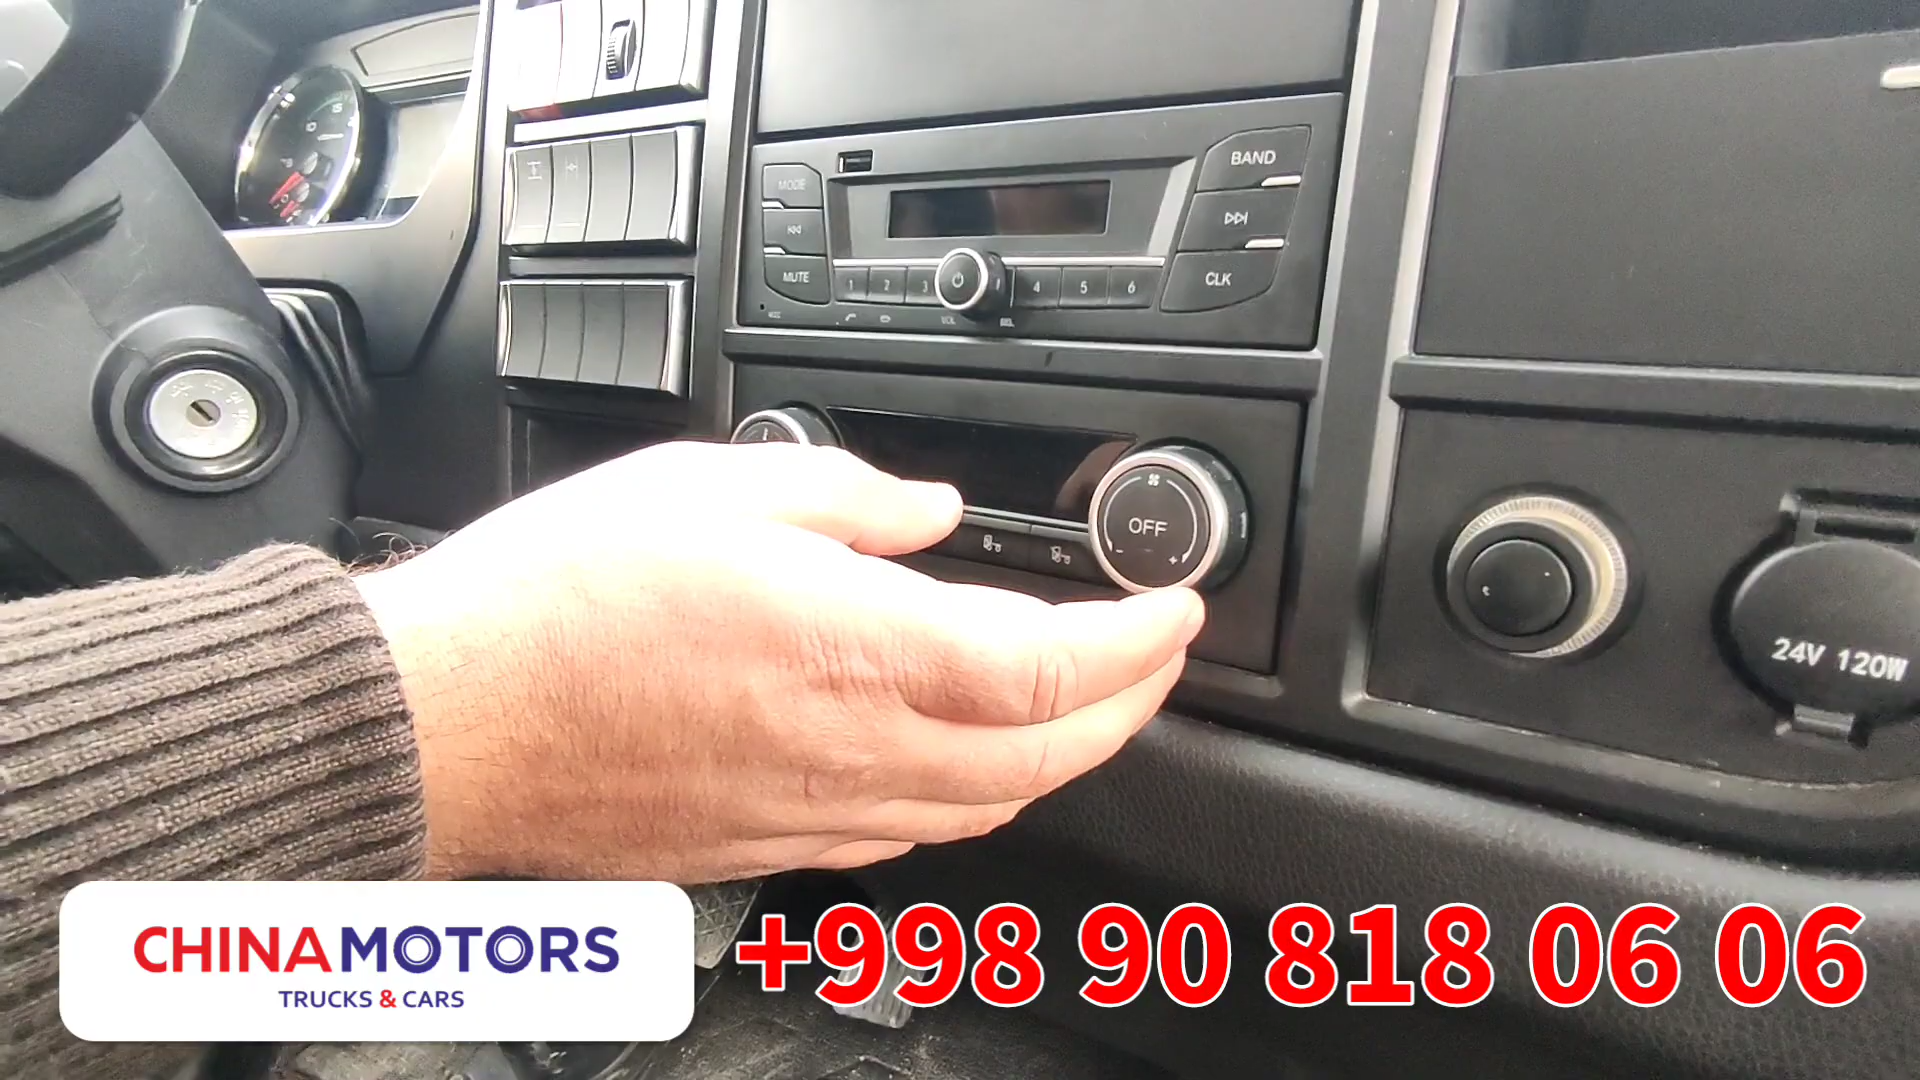 BAND
MODE
MUTE
1 2 3 4 5 6
CLK
VOL
OFF
- +
24V 120W
CHINAMOTORS
TRUCKS & CARS
+998 90 818 06 06